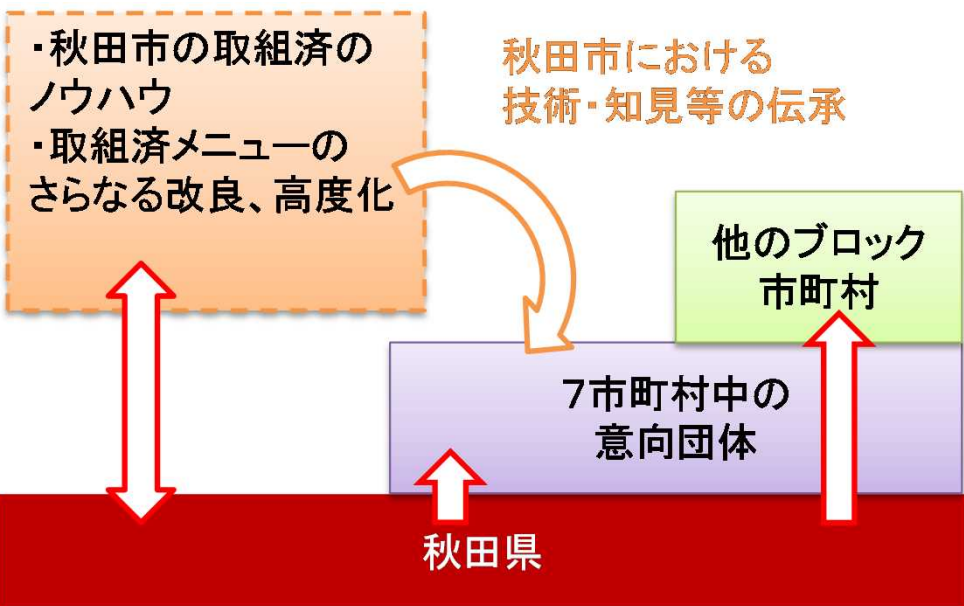 ・秋田市の取組済の
ノウハウ
・取組済メニューの
さらなる改良、高度化
秋田市における
技術・知見等の伝承
他のブロック
市町村
７市町村中の
意向団体
秋田県